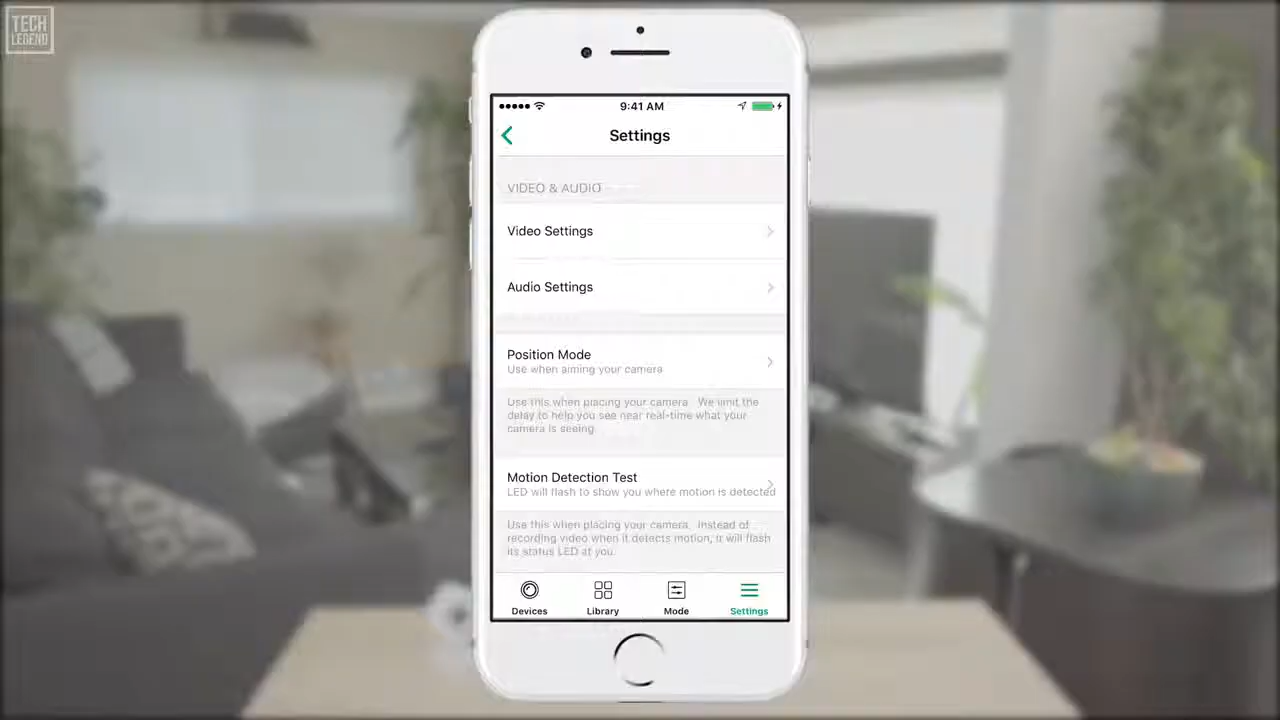 TECH
LEGEND
9:41 AM
Settings
VIDEO & AUDIO
Video Settings
Audio Settings
Position Mode
Use when aiming your camera
Use this when placing your camera. We limit the
delay to help you see near real-time what your
camera is seeing.
Motion Detection Test
LED will flash to show you where motion is detected
Use this when placing your camera. Instead of
recording video when it detects motion, it will flash
its status LED at you.
Devices
Library
Mode
Settings